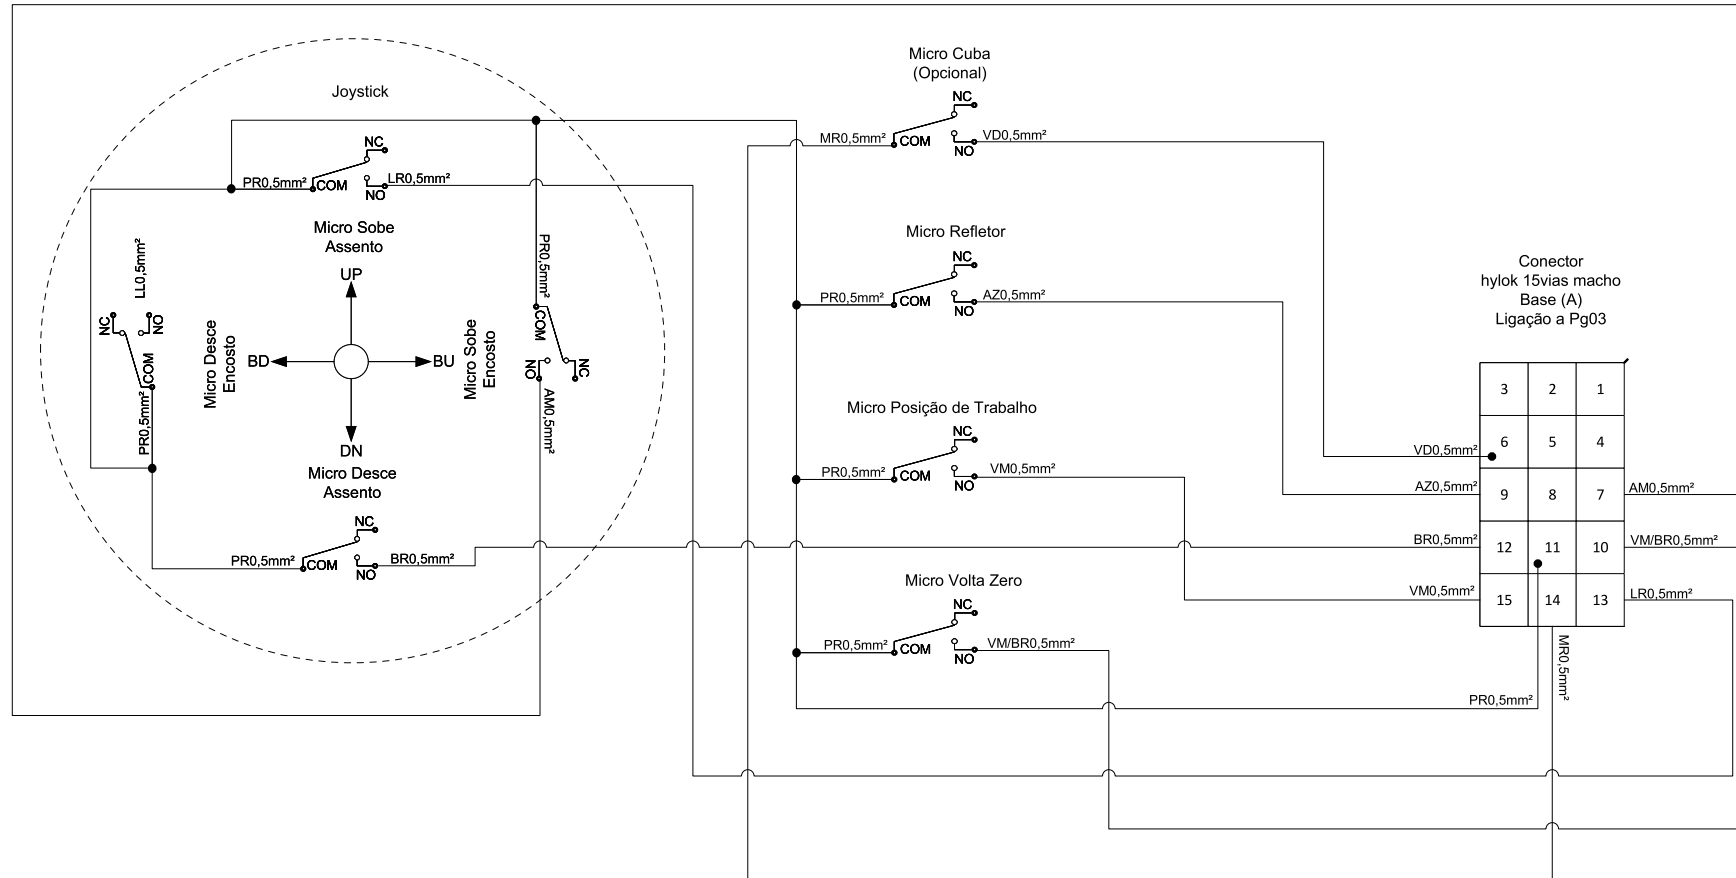 Joystick
NC
PR0,5mm²
COM
NO
LR0,5mm²
Micro Sobe
Assento
UP
LL0,5mm²
NC
NO
COM
PR0,5mm²
Micro Desce
Encosto
BD
BU
Micro Sobe
Encosto
PR0,5mm²
COM
NO
NC
AM0,5mm²
DN
Micro Desce
Assento
NC
PR0,5mm²
COM
NO
BR0,5mm²
Micro Cuba
(Opcional)
NC
MR0,5mm²
COM
NO
VD0,5mm²
Micro Refletor
NC
PR0,5mm²
COM
NO
AZ0,5mm²
Micro Posição de Trabalho
NC
PR0,5mm²
COM
NO
VM0,5mm²
Micro Volta Zero
NC
PR0,5mm²
COM
NO
VM/BR0,5mm²
Conector
hylok 15vias macho
Base (A)
Ligação a Pg03
3 2 1
VD0,5mm² 6 5 4
AZ0,5mm² 9 8 7 AM0,5mm²
BR0,5mm² 12 11 10 VM/BR0,5mm²
VM0,5mm² 15 14 13 LR0,5mm²
MR0,5mm²
PR0,5mm²